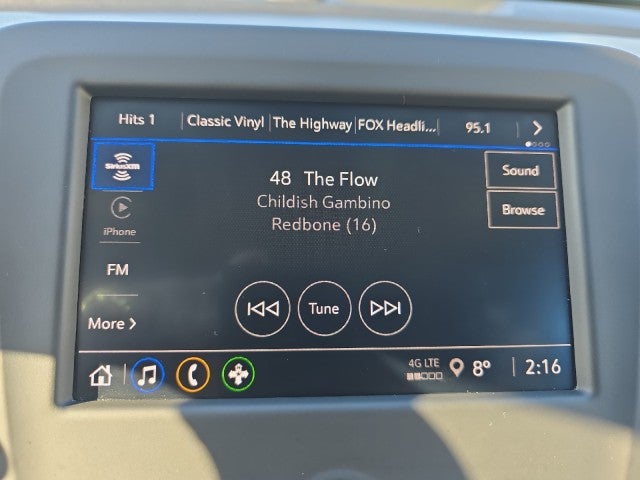 Hits 1 Classic Vinyl The Highway FOX Headli... 95.1
SiriusXM
48 The Flow
Childish Gambino
Redbone (16)
Sound
Browse
iPhone
FM
Tune
More
4G LTE
8° 2:16